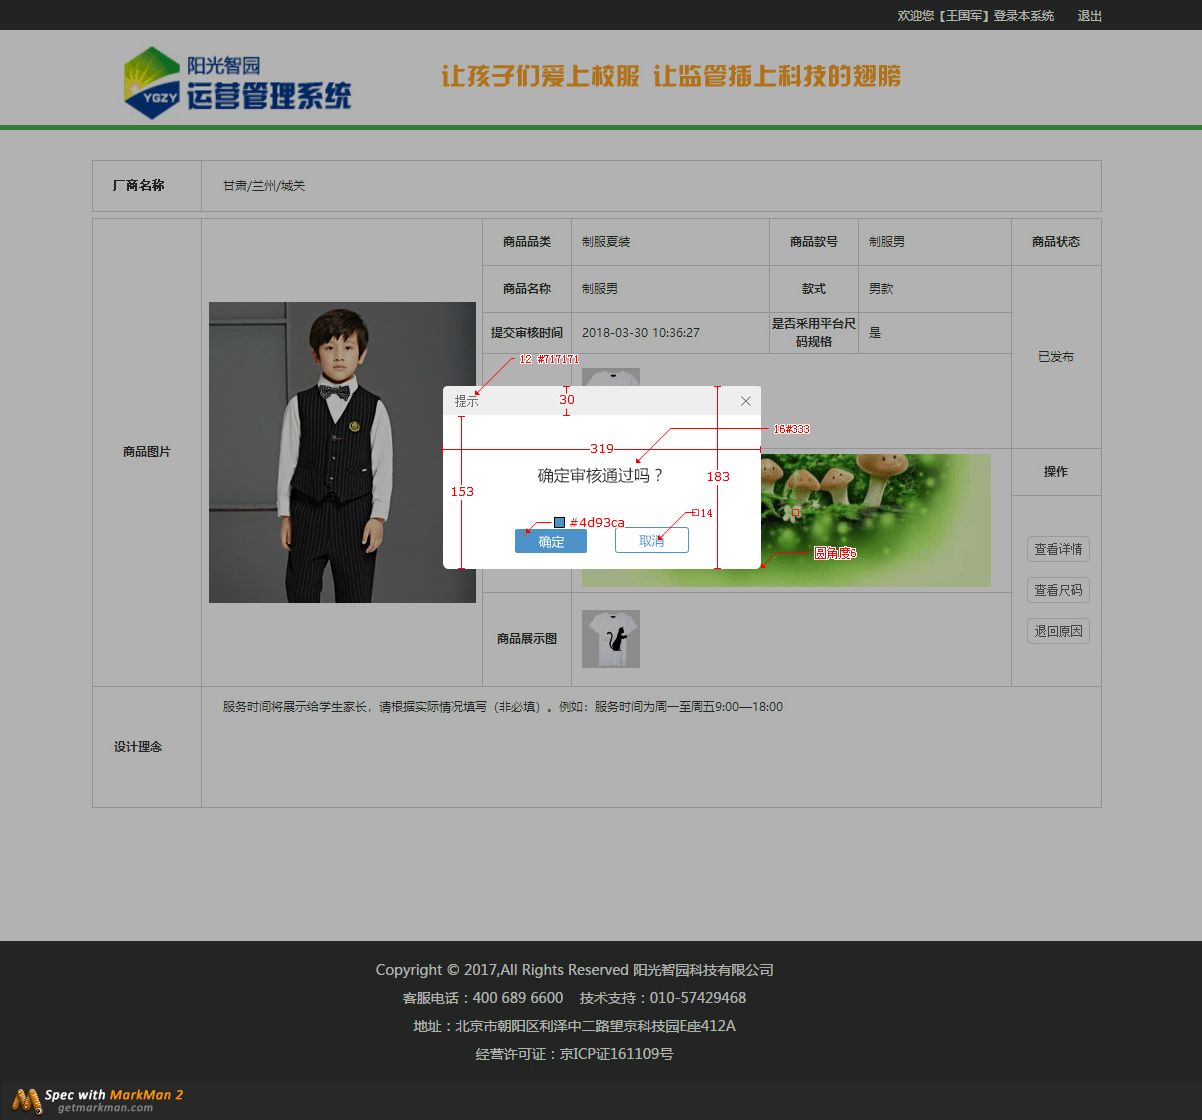 欢迎您【王国军】登录本系统 退出
阳光智园
YGZY 运营管理系统
让孩子们爱上校服 让监管插上科技的翅膀
厂商名称 甘肃/兰州/城关
商品品类 制服夏装 商品款号 制服男 商品状态
商品名称 制服男 款式 男款
提交审核时间 2018-03-30 10:36:27 是否采用平台尺码规格 是
已发布
12 #717171
提示 30
16#333
319
商品图片
确定审核通过吗？
153 183
操作
#4d93ca 14
确定 取消
圆角度6
查看详情
查看尺码
退回原因
商品展示图
设计理念
服务时间将展示给学生家长，请根据实际情况填写（非必填）。例如：服务时间为周一至周五9:00—18:00
Copyright © 2017,All Rights Reserved 阳光智园科技有限公司
客服电话：400 689 6600 技术支持：010-57429468
地址：北京市朝阳区利泽中二路望京科技园E座412A
经营许可证：京ICP证161109号
Spec with MarkMan 2
getmarkman.com